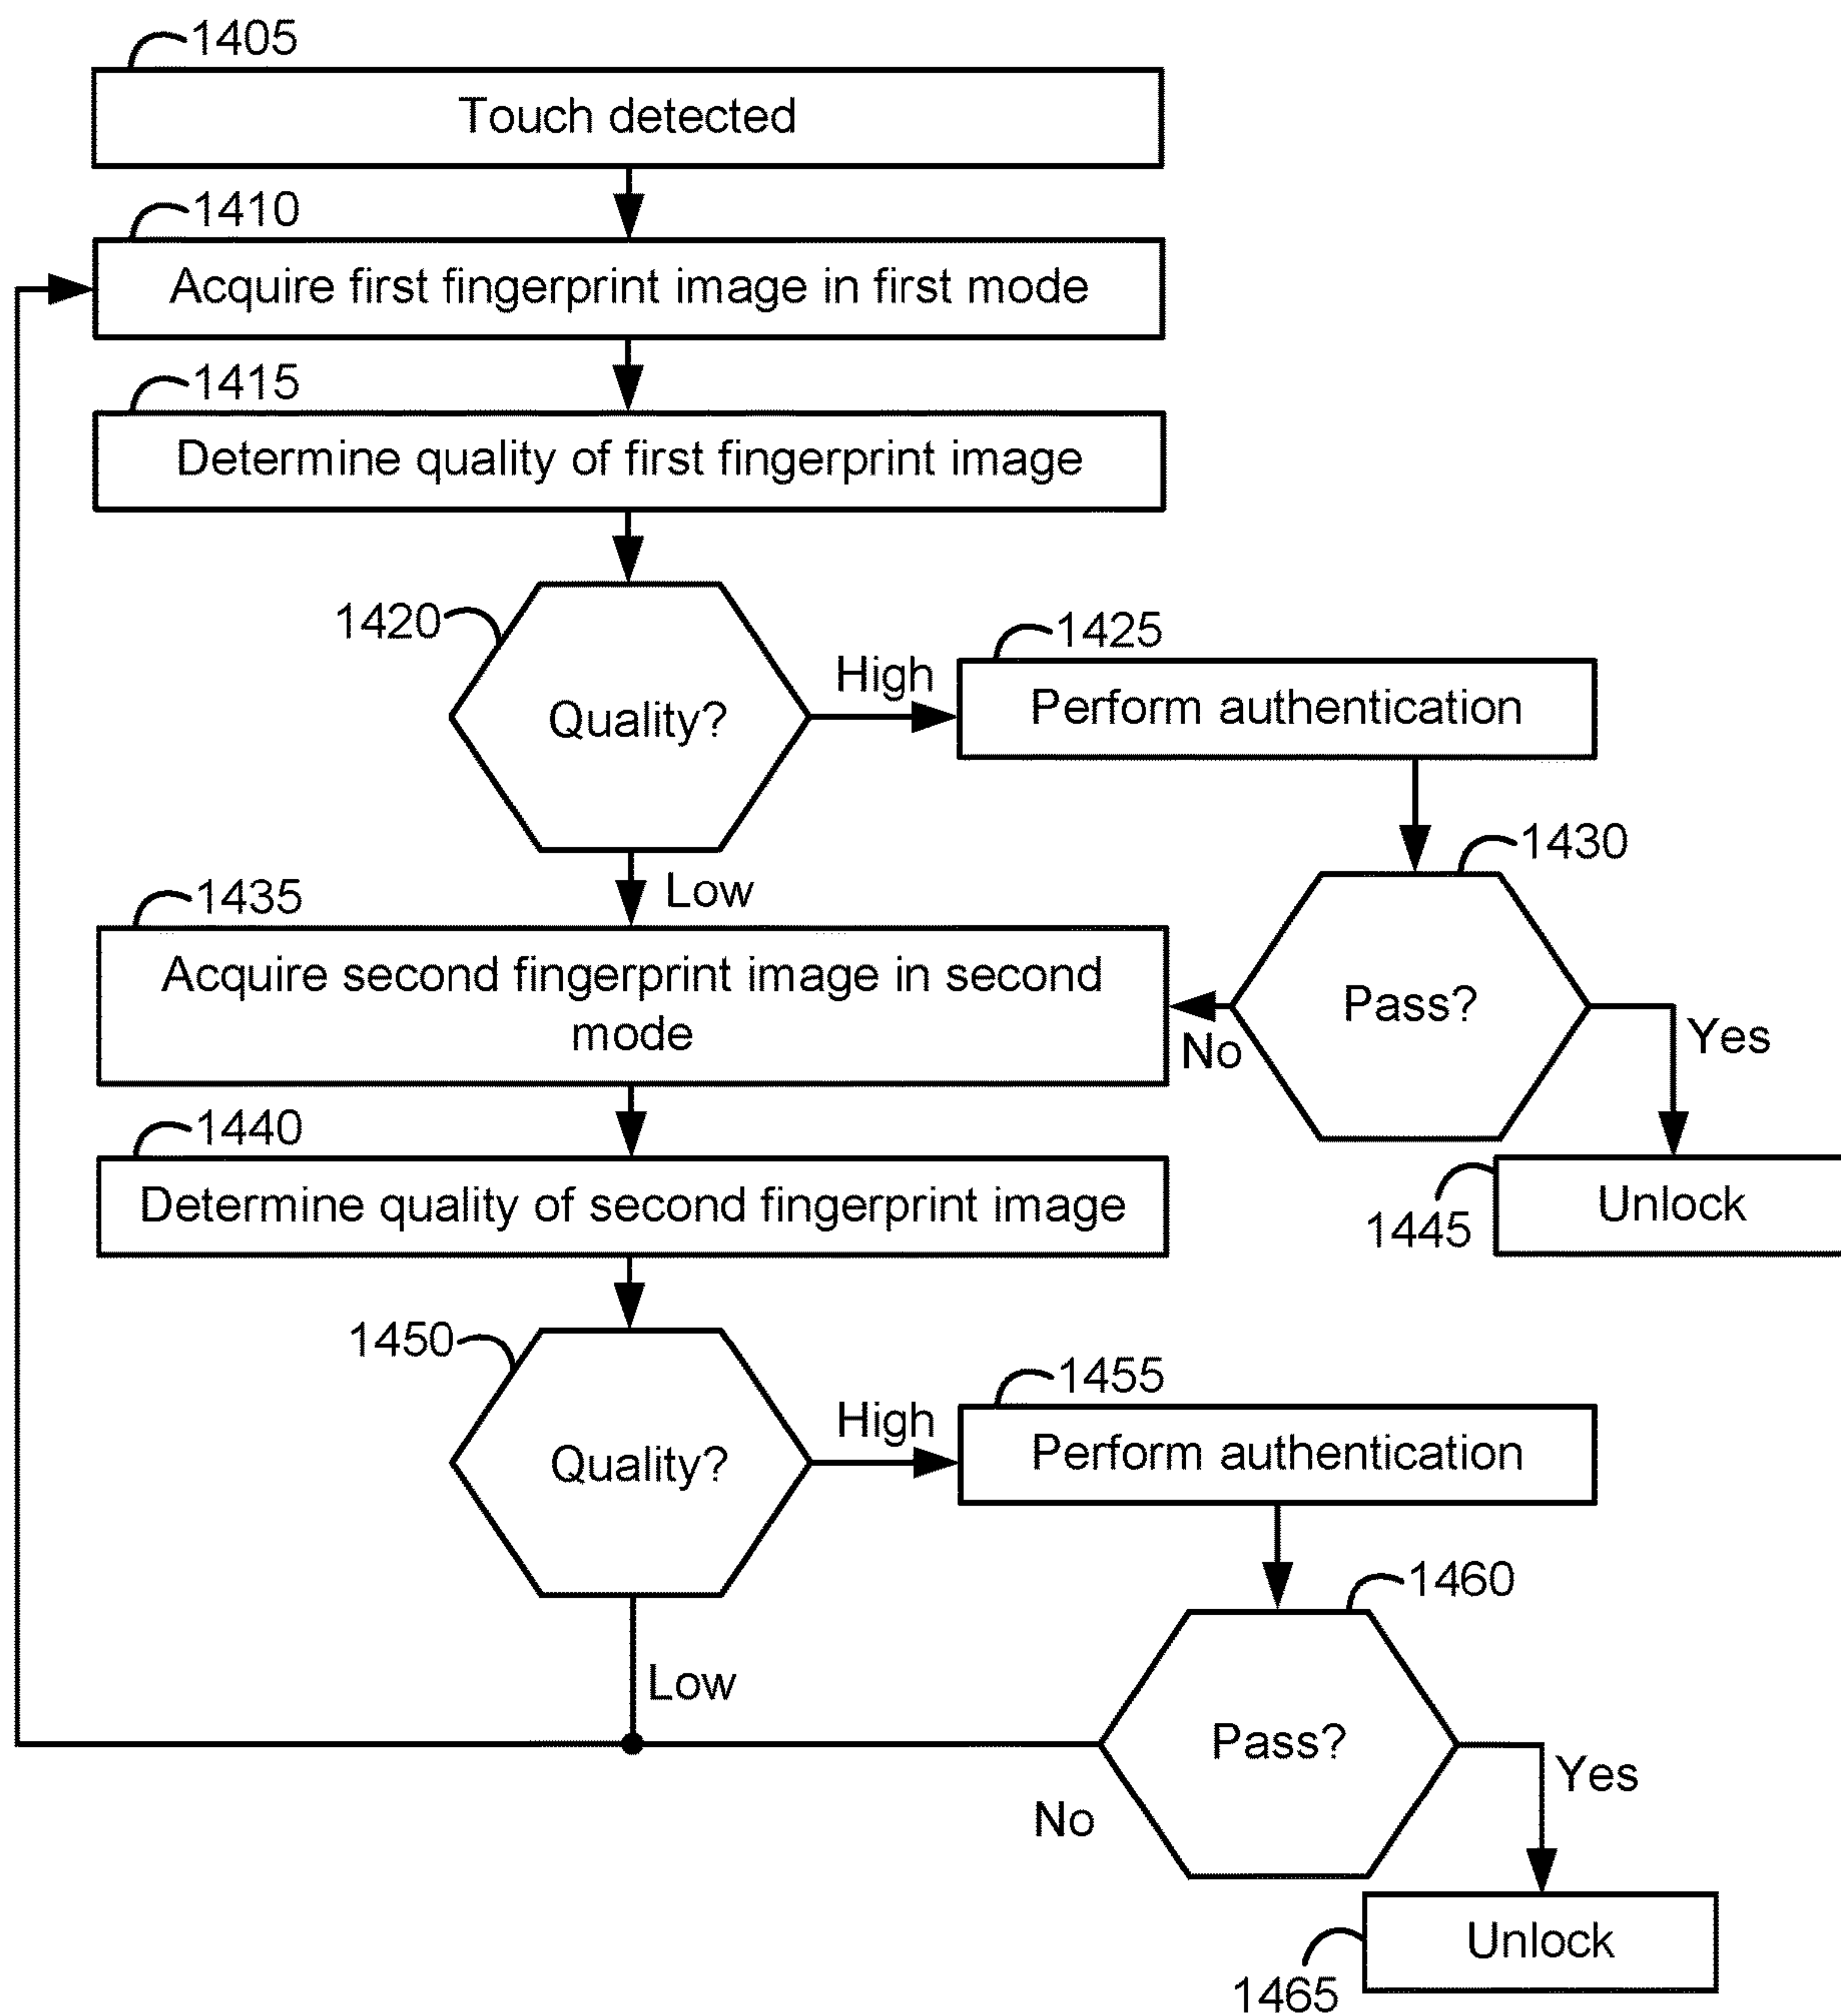 1405
Touch detected
1410
Acquire first fingerprint image in first mode
1415
Determine quality of first fingerprint image
1420
Quality?
High
1425
Perform authentication
1430
Pass?
No
Yes
Low
1435
Acquire second fingerprint image in second
mode
1440
Determine quality of second fingerprint image
1445
Unlock
1450
Quality?
High
1455
Perform authentication
1460
Pass?
Low
No
Yes
1465
Unlock